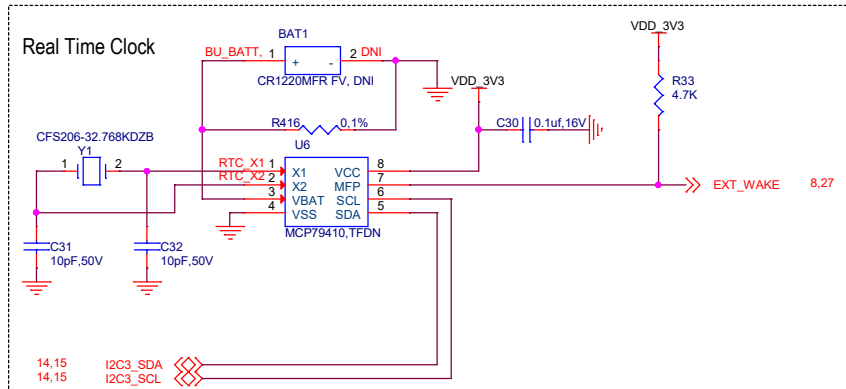 Real Time Clock
BAT1
BU_BATT, 1 + - 2 DNI
CR1220MFR FV, DNI
VDD_3V3
VDD_3V3
R33
4.7K
R416 0,1%
C30 0.1uf,16V
CFS206-32.768KDZB
Y1
1 2
U6
RTC_X1 1 X1 VCC 8
RTC_X2 2 X2 MFP 7
3 VBAT SCL 6
4 VSS SDA 5
MCP79410,TFDN
EXT_WAKE 8,27
C31
10pF,50V
C32
10pF,50V
14,15 I2C3_SDA
14,15 I2C3_SCL